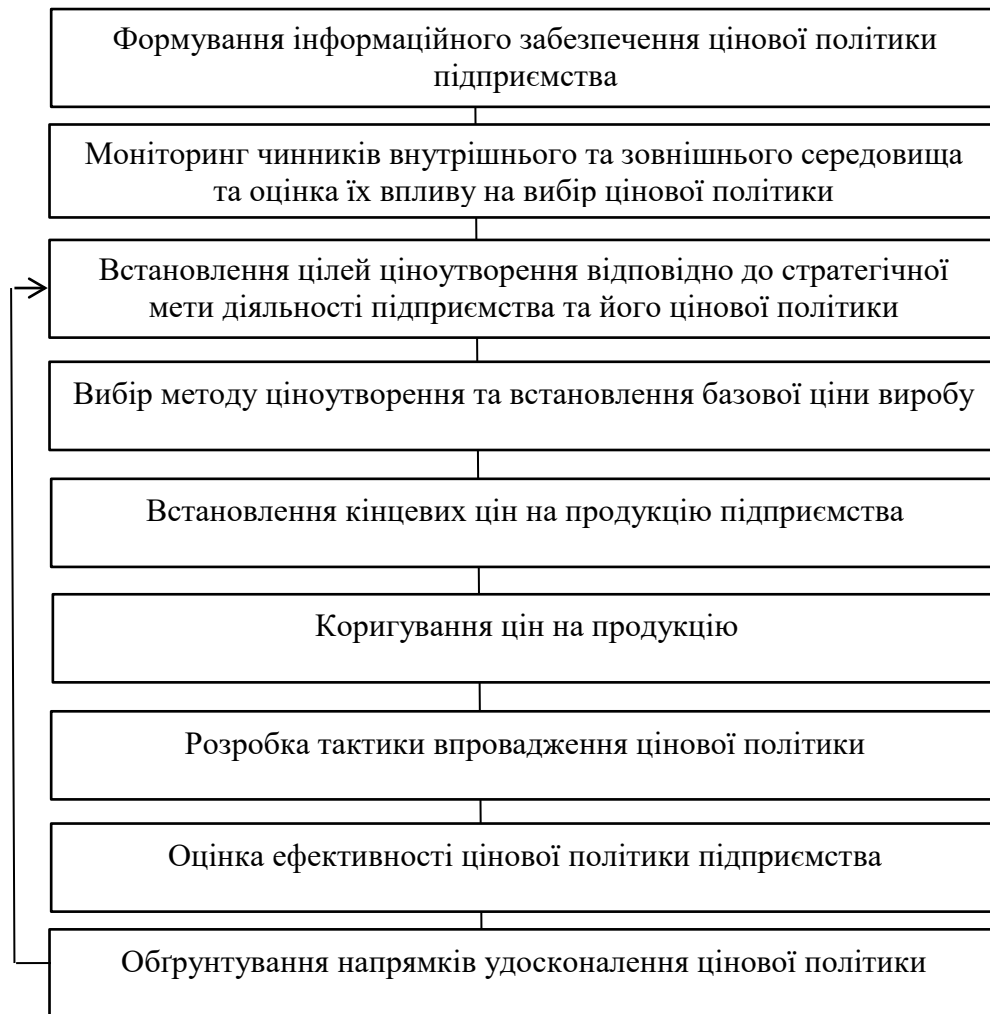 Формування інформаційного забезпечення цінової політики
підприємства
Моніторинг чинників внутрішнього та зовнішнього середовища
та оцінка їх впливу на вибір цінової політики
Встановлення цілей ціноутворення відповідно до стратегічної
мети діяльності підприємства та його цінової політики
Вибір методу ціноутворення та встановлення базової ціни виробу
Встановлення кінцевих цін на продукцію підприємства
Коригування цін на продукцію
Розробка тактики впровадження цінової політики
Оцінка ефективності цінової політики підприємства
Обґрунтування напрямків удосконалення цінової політики